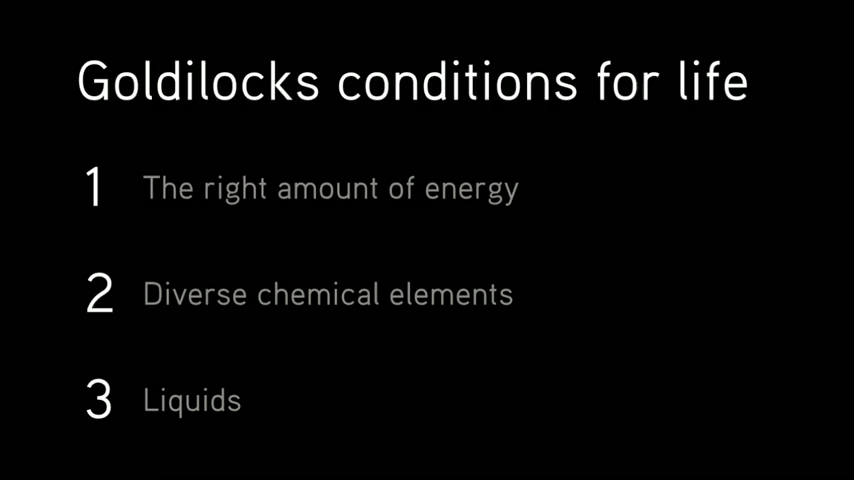 Goldilocks conditions for life
1 The right amount of energy
2 Diverse chemical elements
3 Liquids